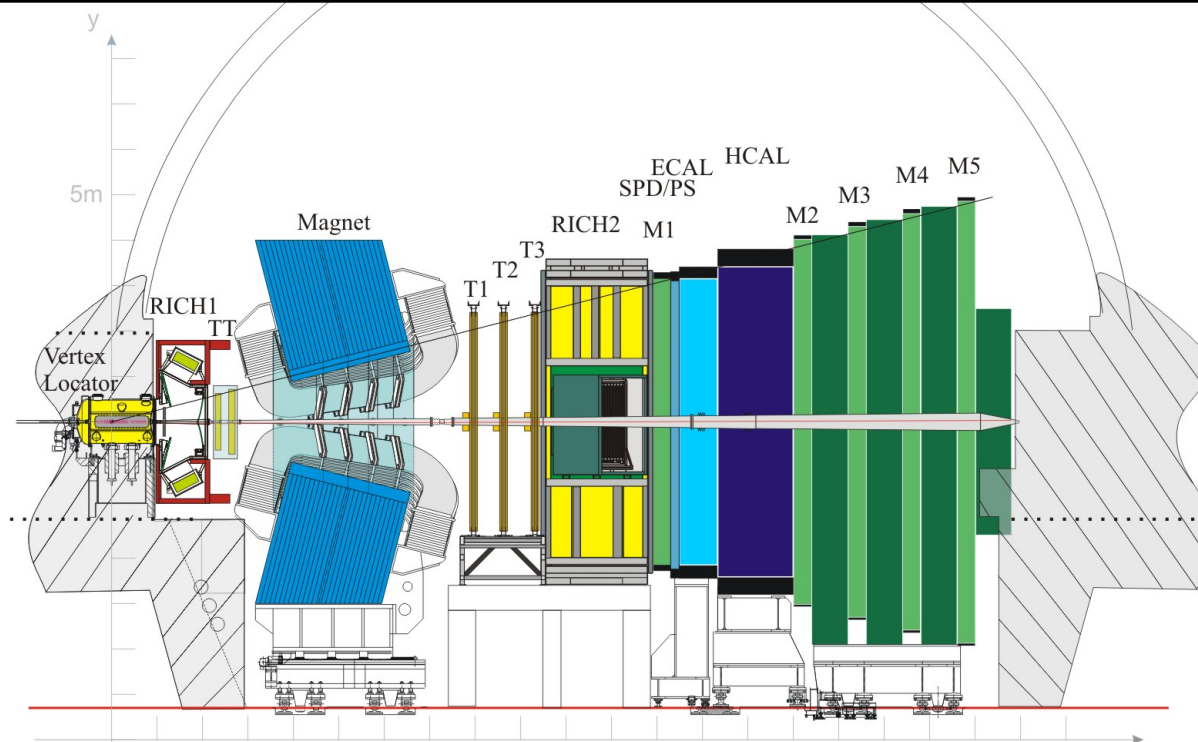 y
5m
Magnet
RICH1
TT
Vertex
Locator
T1
T2
T3
RICH2
SPD/PS
ECAL
HCAL
M1
M2
M3
M4
M5